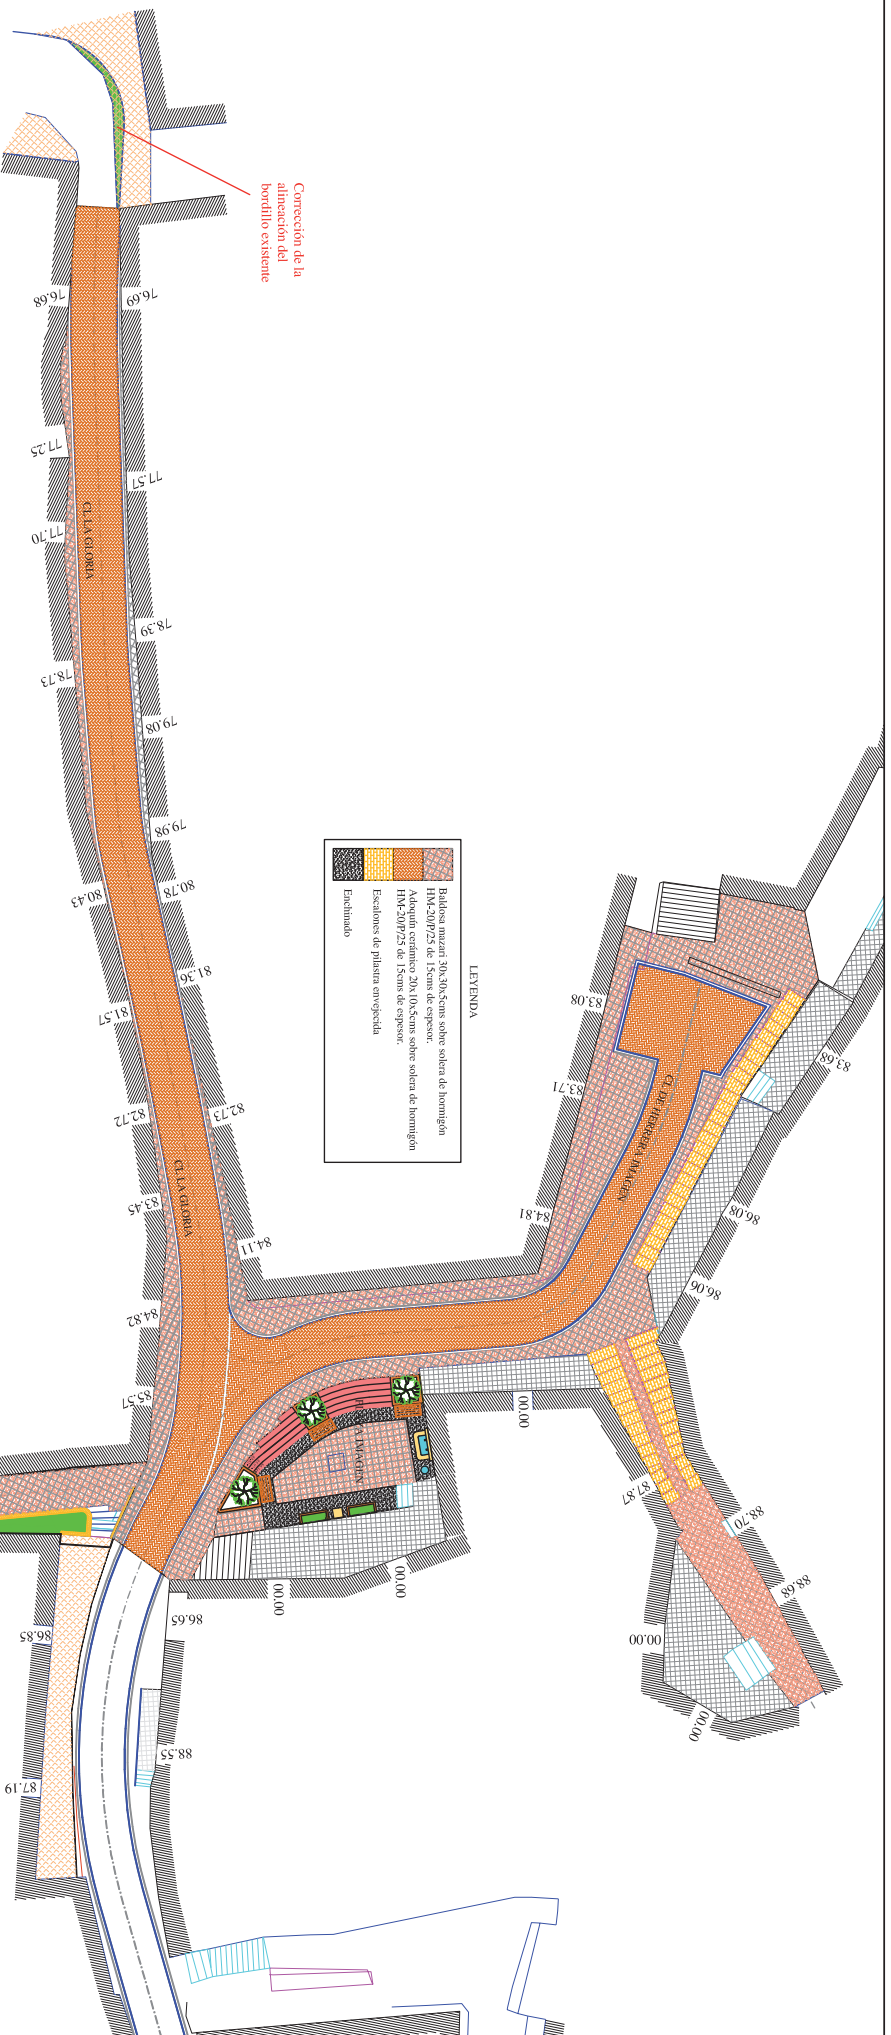 Corrección de la
alineación del
bordillo existente
76.68
76.69
77.25
77.57
77.70
CL LA GLORIA
78.39
78.73
79.08
79.98
80.43
80.78
81.36
81.57
82.72
82.73
83.45
CL LA GLORIA
84.11
84.82
85.57
LEYENDA
Baldosa mazari 30x30x5cms sobre solera de hormigón
HM-20/P/25 de 15cms de espesor.
Adoquín cerámico 20x10x5cms sobre solera de hormigón
HM-20/P/25 de 15cms de espesor.
Escalones de pilastra envejecida
Enchinado
83.08
83.71
84.81
CL DE HERRERA IMAGEN
83.68
86.08
86.06
IMAGEN
00.00
00.00
00.00
87.87
88.70
88.68
00.00
00.00
86.65
86.85
88.55
87.19